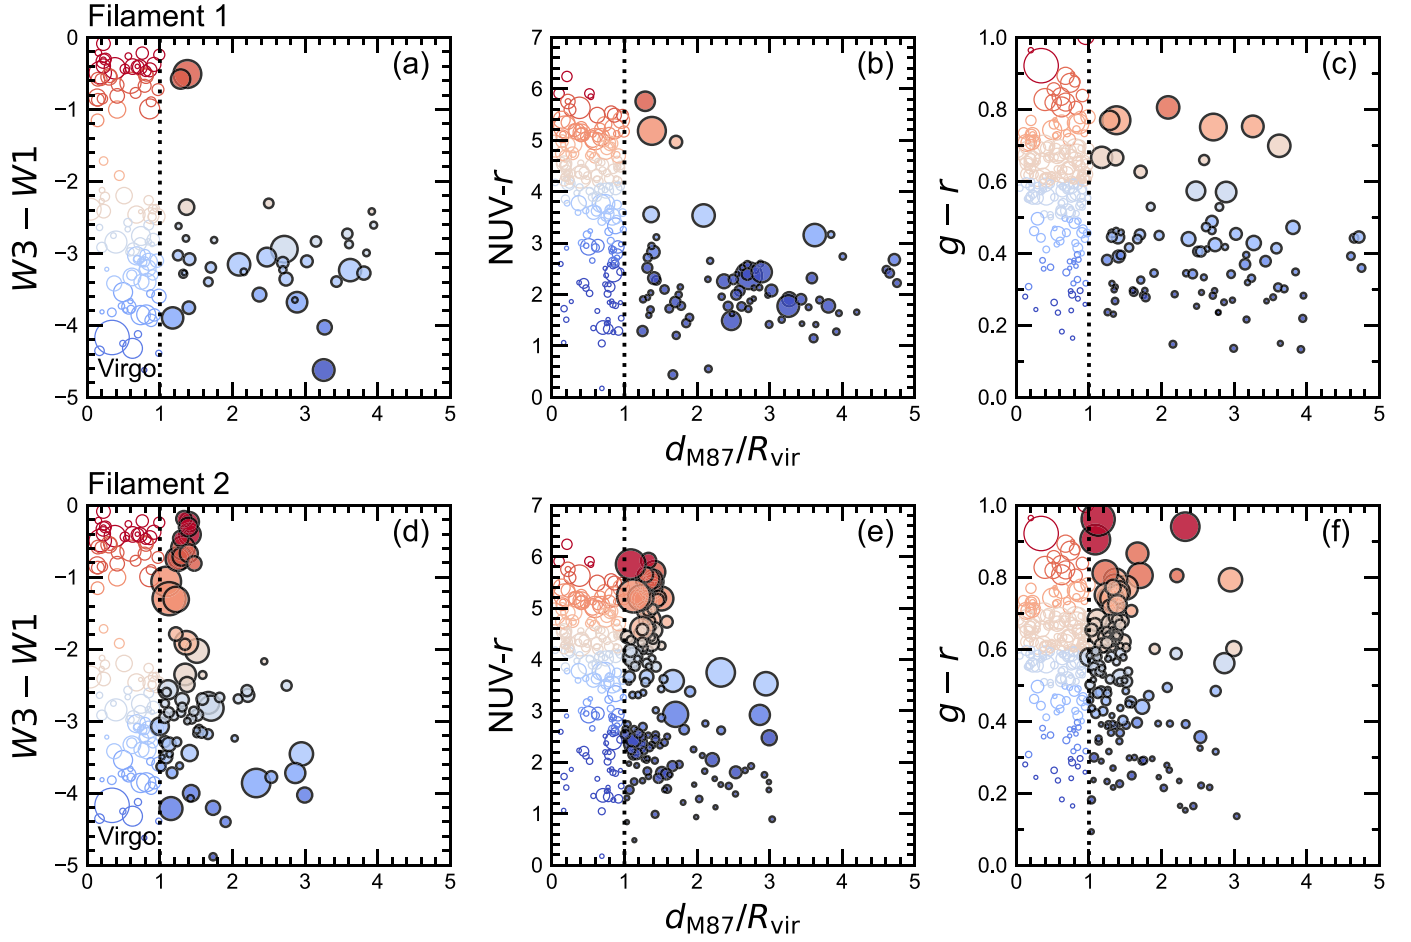 Filament 1
0
−1
−2
−3
−4
−5
W3 − W1
(a)
Virgo
0 1 2 3 4 5
7
6
5
4
3
2
1
0
NUV-r
(b)
0 1 2 3 4 5
d_M87/R_vir
1.0
0.8
0.6
0.4
0.2
0.0
g − r
(c)
0 1 2 3 4 5
Filament 2
0
−1
−2
−3
−4
−5
W3 − W1
(d)
Virgo
0 1 2 3 4 5
7
6
5
4
3
2
1
0
NUV-r
(e)
0 1 2 3 4 5
d_M87/R_vir
1.0
0.8
0.6
0.4
0.2
0.0
g − r
(f)
0 1 2 3 4 5